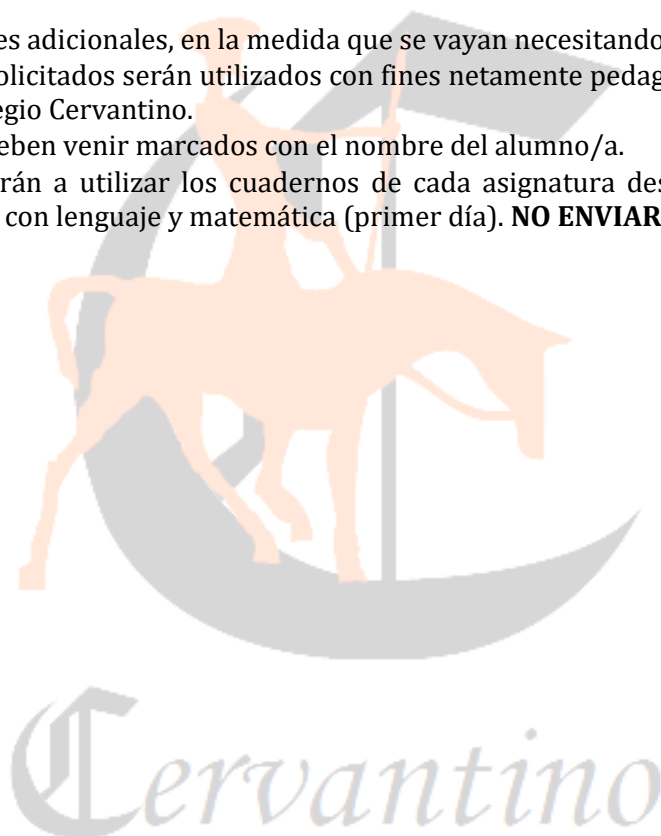 es adicionales, en la medida que se vayan necesitando
olicitados serán utilizados con fines netamente pedag
egio Cervantino.
eben venir marcados con el nombre del alumno/a.
rán a utilizar los cuadernos de cada asignatura des
con lenguaje y matemática (primer día). NO ENVIAR
Cervantino